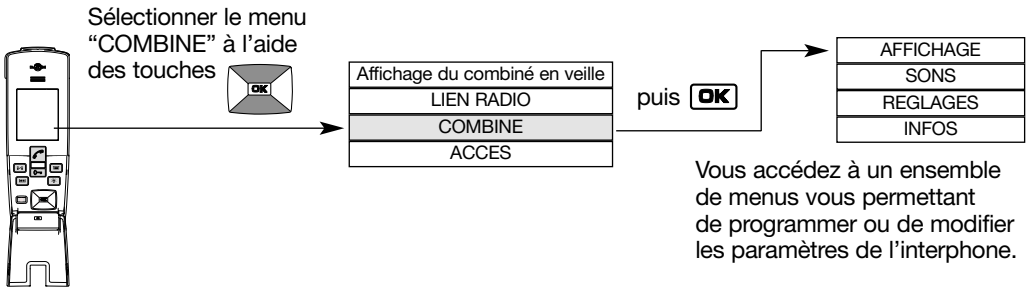 Sélectionner le menu
“COMBINE” à l’aide
des touches
OK
Affichage du combiné en veille
LIEN RADIO
COMBINE
ACCES
puis OK
AFFICHAGE
SONS
REGLAGES
INFOS
Vous accédez à un ensemble
de menus vous permettant
de programmer ou de modifier
les paramètres de l’interphone.